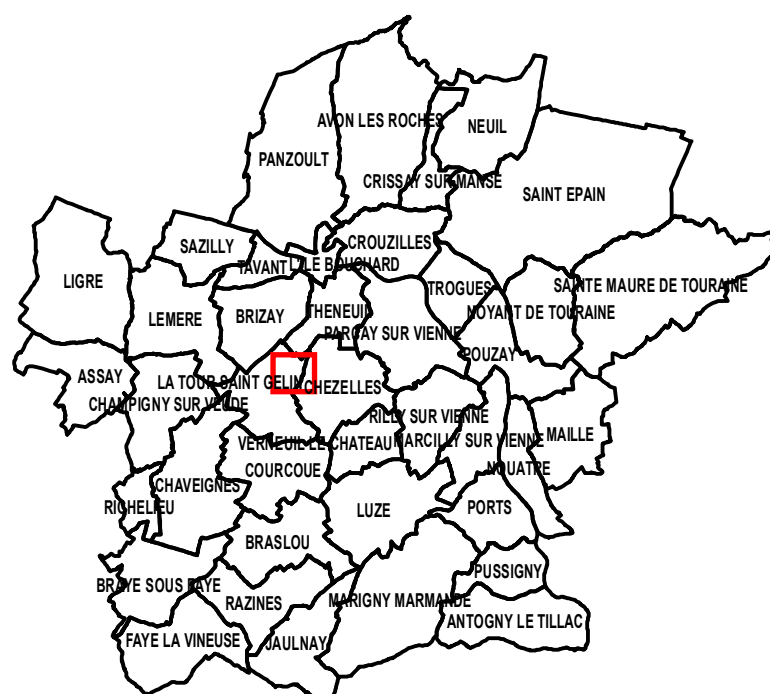 AVON LES ROCHES
NEUIL
PANZOULT
CRISSAY SUR MANSE
SAINT EPAIN
SAZILLY
CROUZILLES
TAVANT
L'ILE BOUCHARD
LIGRE
TROGUES
SAINTE MAURE DE TOURAINE
LEMERE
BRIZAY
THENEUIL
NOYANT DE TOURAINE
PARCAY SUR VIENNE
POUZAY
ASSAY
LA TOUR SAINT GELIN
CHEZELLES
CHAMPIGNY SUR VEUDE
RILLY SUR VIENNE
MAILLE
VERNEUIL LE CHATEAU
MARCILLY SUR VIENNE
COURCOUE
NOUATRE
CHAVEIGNES
RICHELIEU
LUZE
PORTS
BRASLOU
PUSSIGNY
BRAYE SOUS FAYE
RAZINES
MARIGNY MARMANDE
ANTOGNY LE TILLAC
FAYE LA VINEUSE
JAULNAY